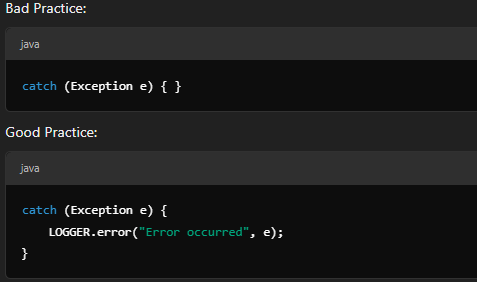 Bad Practice:
java
catch (Exception e) { }
Good Practice:
java
catch (Exception e) {
    LOGGER.error("Error occurred", e);
}